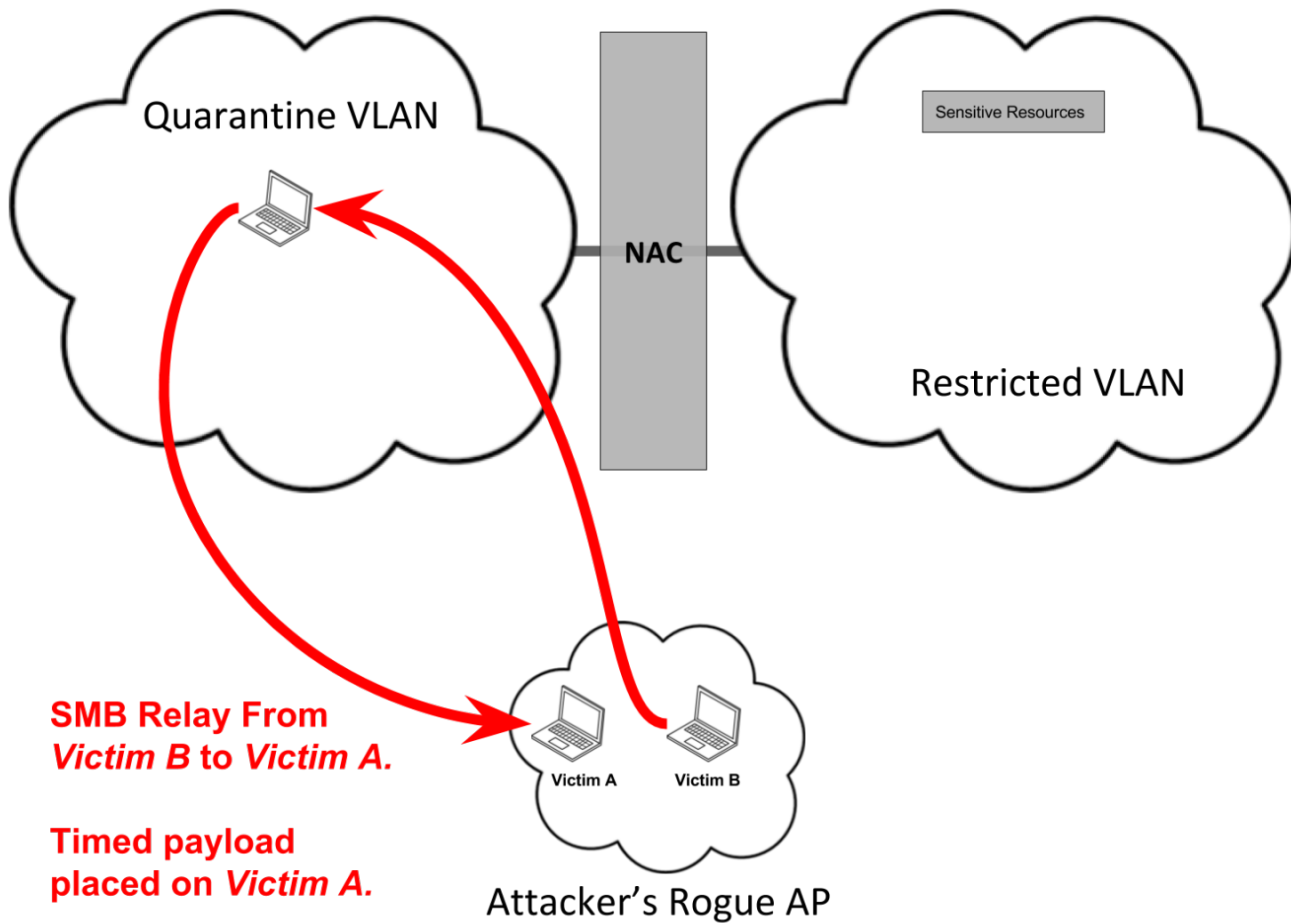 Quarantine VLAN
Sensitive Resources
NAC
Restricted VLAN
SMB Relay From
Victim B to Victim A.
Timed payload
placed on Victim A.
Victim A
Victim B
Attacker’s Rogue AP